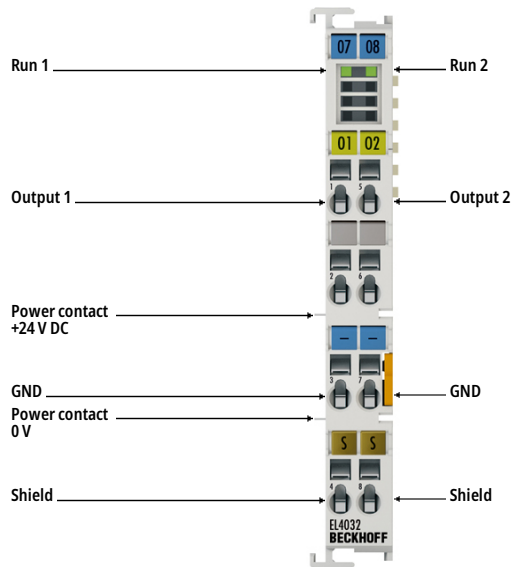 07 08
Run 1
Run 2
01 02
1 5
Output 1
Output 2
2 6
Power contact
+24 V DC
– –
3 7
GND
GND
Power contact
0 V
S S
4 8
Shield
Shield
EL4032
BECKHOFF